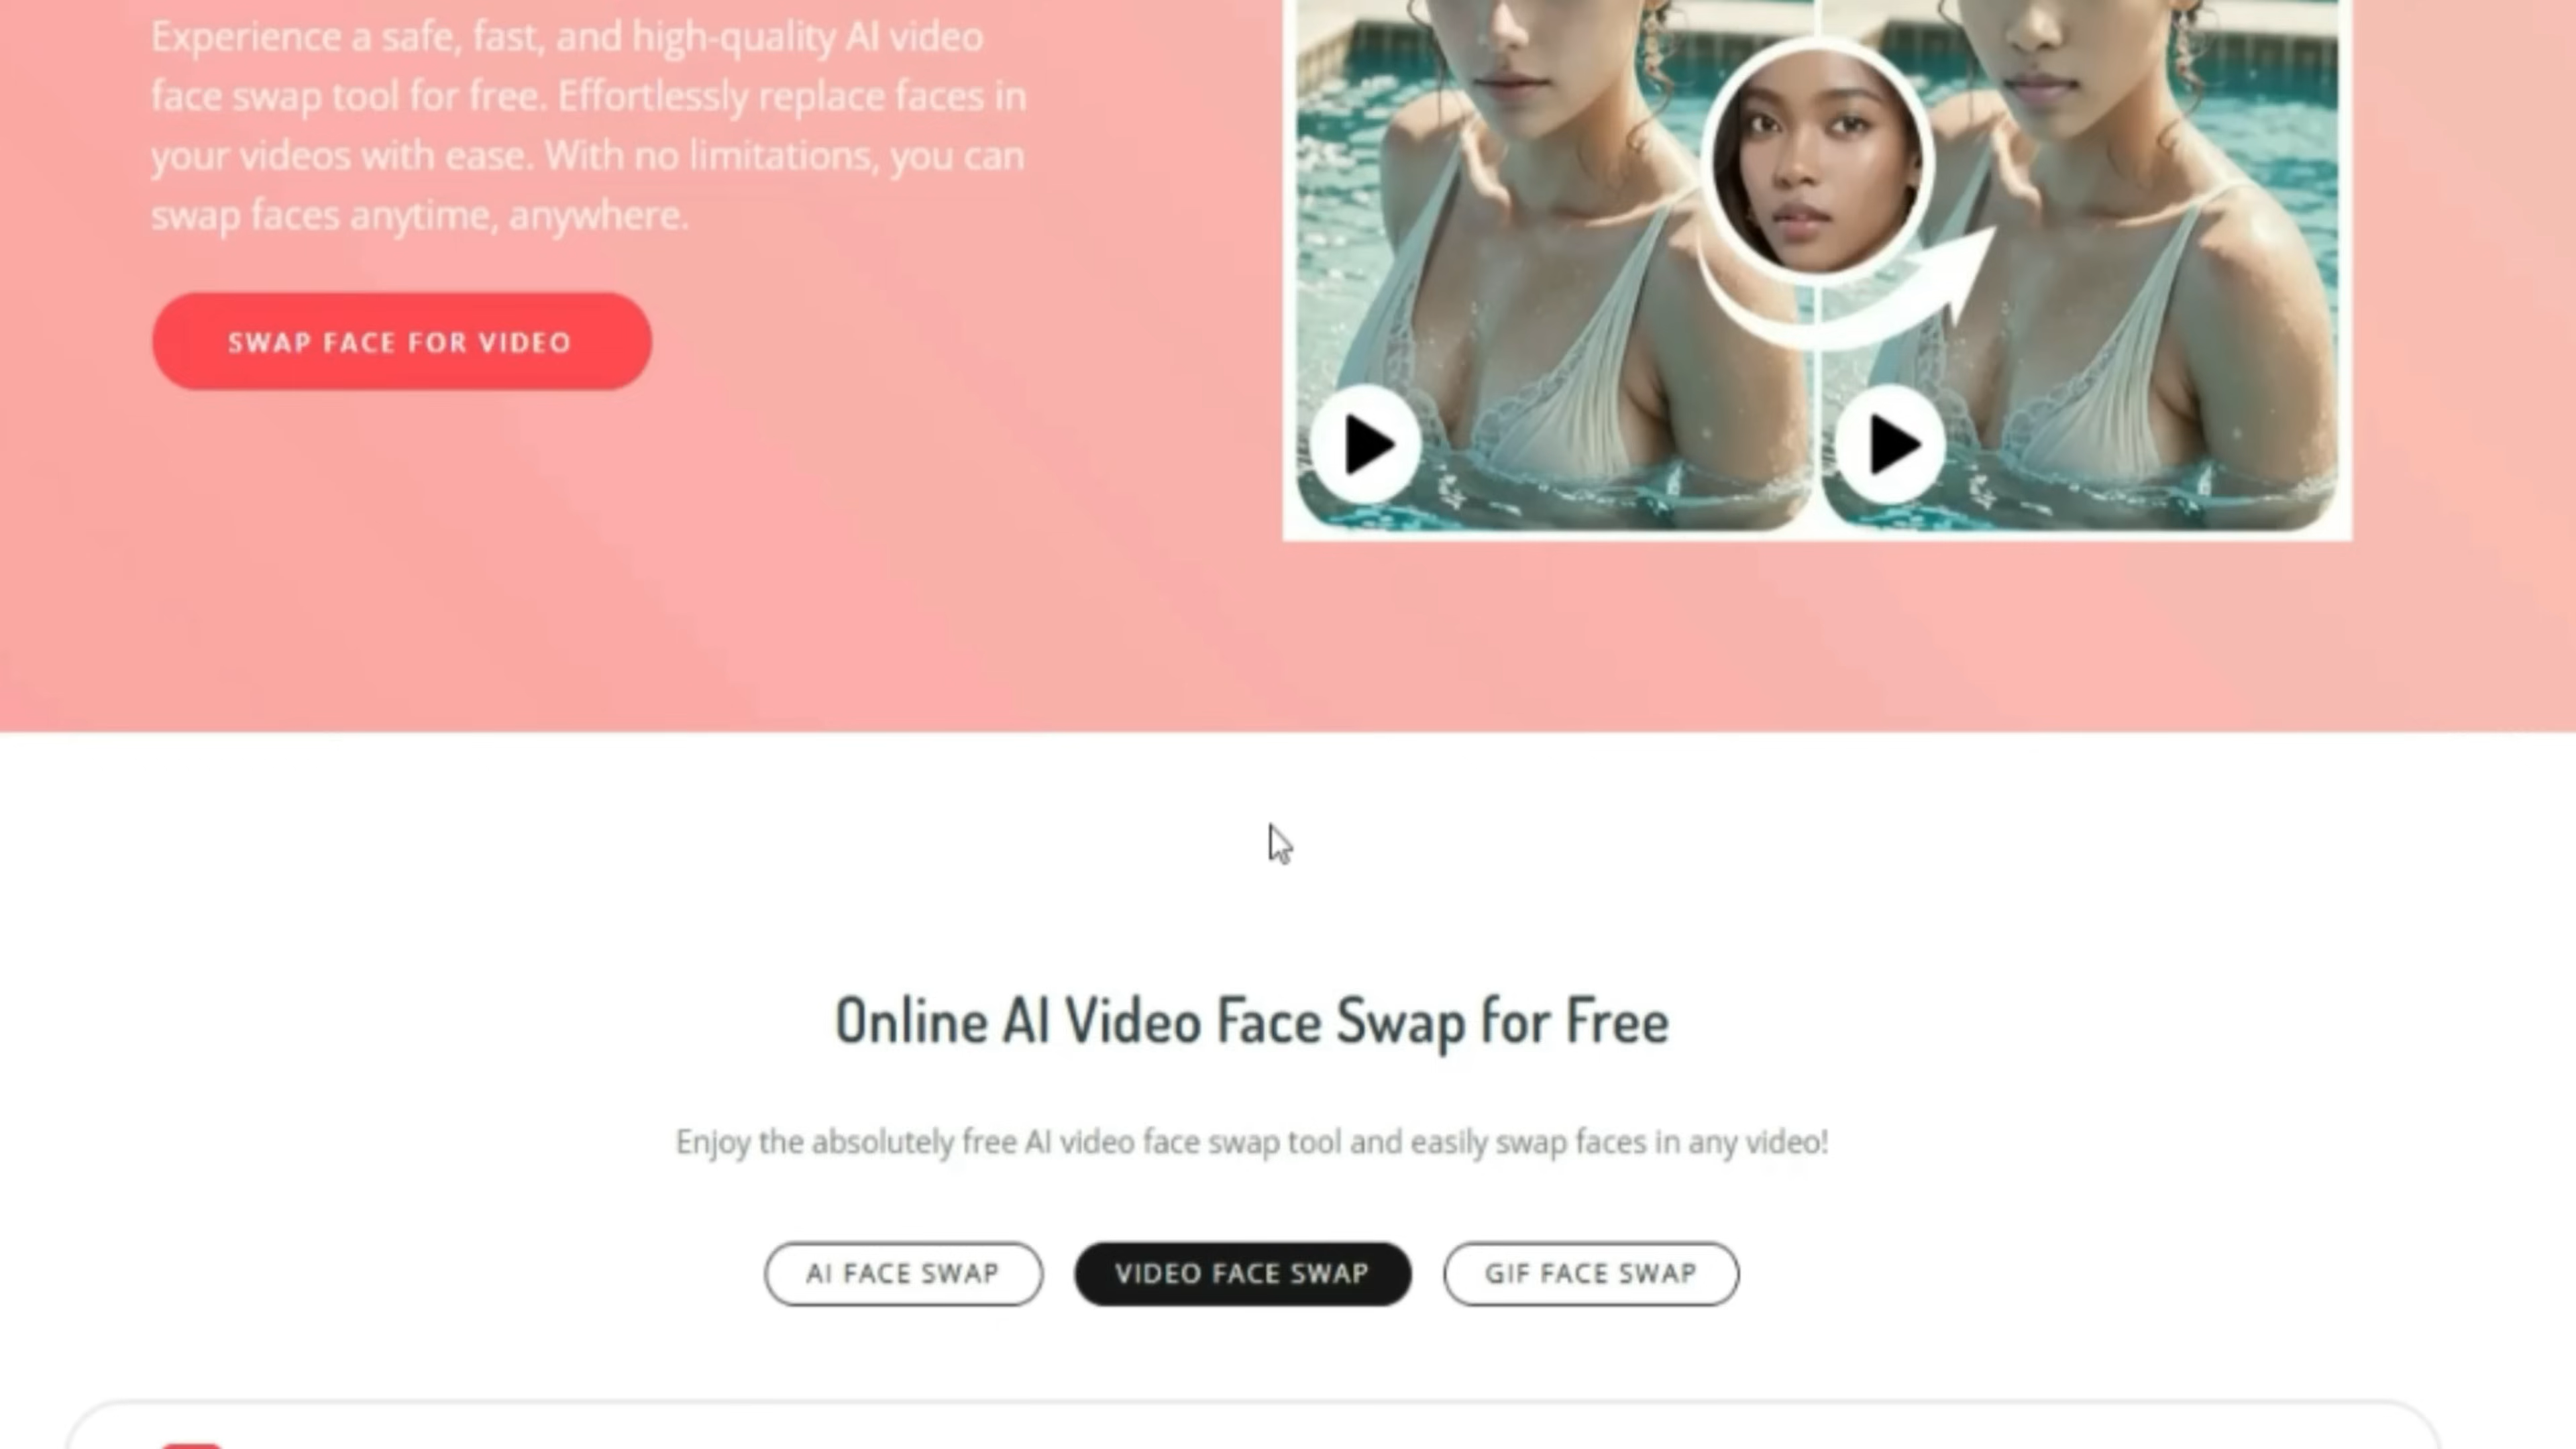 Experience a safe, fast, and high-quality AI video
face swap tool for free. Effortlessly replace faces in
your videos with ease. With no limitations, you can
swap faces anytime, anywhere.
SWAP FACE FOR VIDEO
Online AI Video Face Swap for Free
Enjoy the absolutely free AI video face swap tool and easily swap faces in any video!
AI FACE SWAP
VIDEO FACE SWAP
GIF FACE SWAP